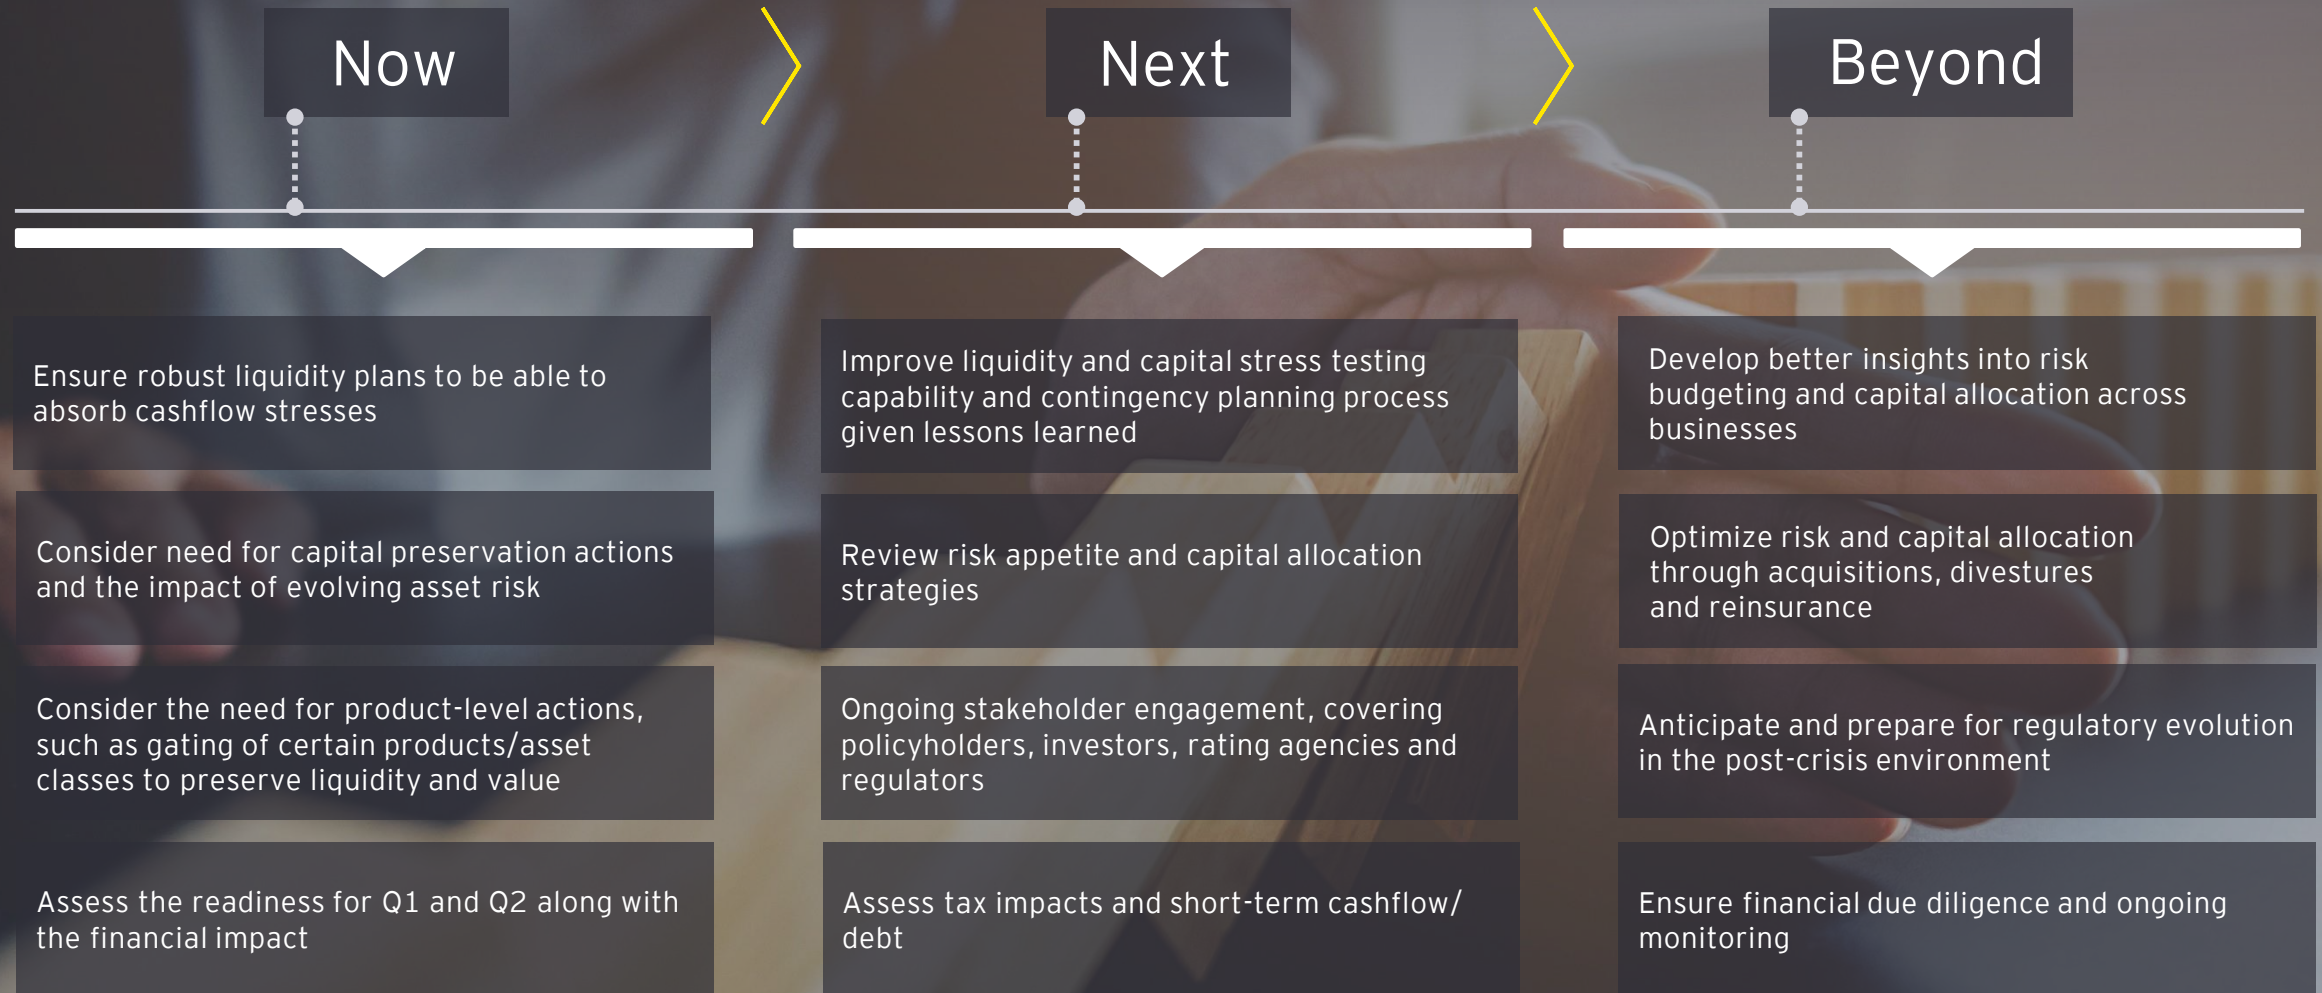 Now
Next
Beyond
Ensure robust liquidity plans to be able to
absorb cashflow stresses
Improve liquidity and capital stress testing
capability and contingency planning process
given lessons learned
Develop better insights into risk
budgeting and capital allocation across
businesses
Consider need for capital preservation actions
and the impact of evolving asset risk
Review risk appetite and capital allocation
strategies
Optimize risk and capital allocation
through acquisitions, divestures
and reinsurance
Consider the need for product-level actions,
such as gating of certain products/asset
classes to preserve liquidity and value
Ongoing stakeholder engagement, covering
policyholders, investors, rating agencies and
regulators
Anticipate and prepare for regulatory evolution
in the post-crisis environment
Assess the readiness for Q1 and Q2 along with
the financial impact
Assess tax impacts and short-term cashflow/
debt
Ensure financial due diligence and ongoing
monitoring